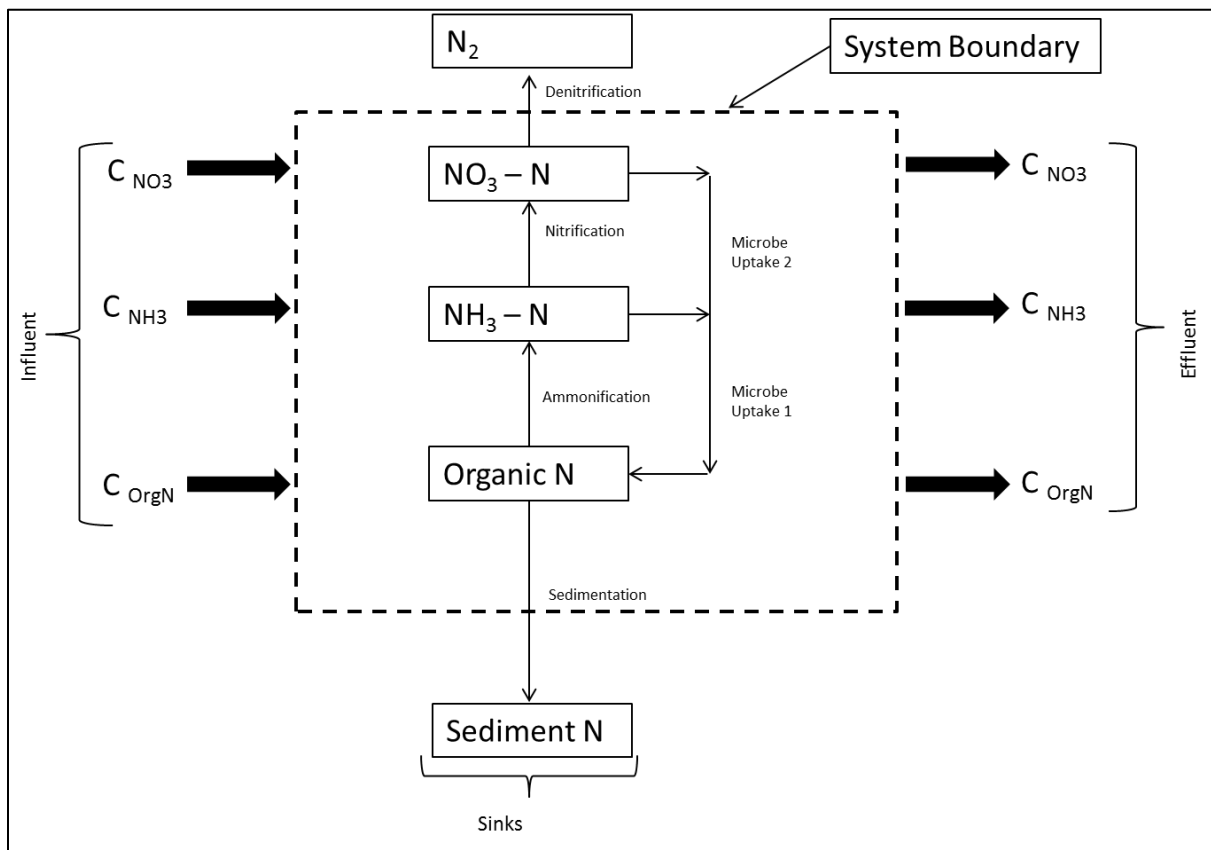 N₂
System Boundary
Denitrification
C NO3
NO₃ – N
C NO3
Nitrification
Microbe
Uptake 2
C NH3
NH₃ – N
C NH3
Influent
Effluent
Ammonification
Microbe
Uptake 1
C OrgN
Organic N
C OrgN
Sedimentation
Sediment N
Sinks